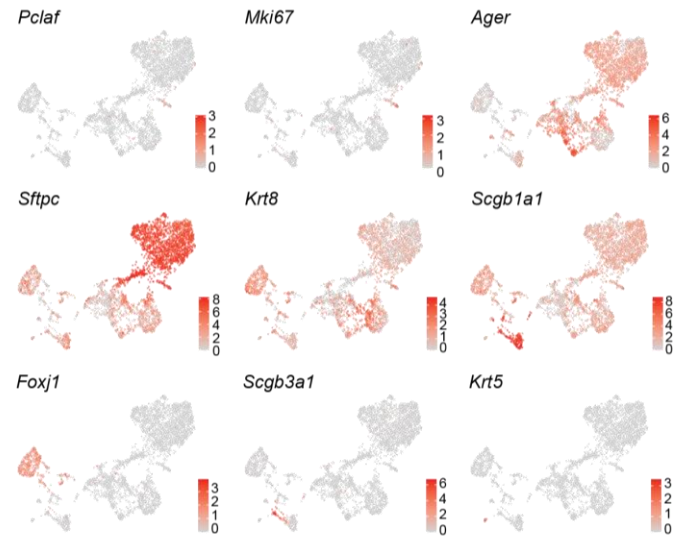 Pclaf Mki67 Ager
3 3 6
2 2 4
1 1 2
0 0 0
Sftpc Krt8 Scgb1a1
8 4 8
6 3 6
4 2 4
2 1 2
0 0 0
Foxj1 Scgb3a1 Krt5
3 6 3
2 4 2
1 2 1
0 0 0